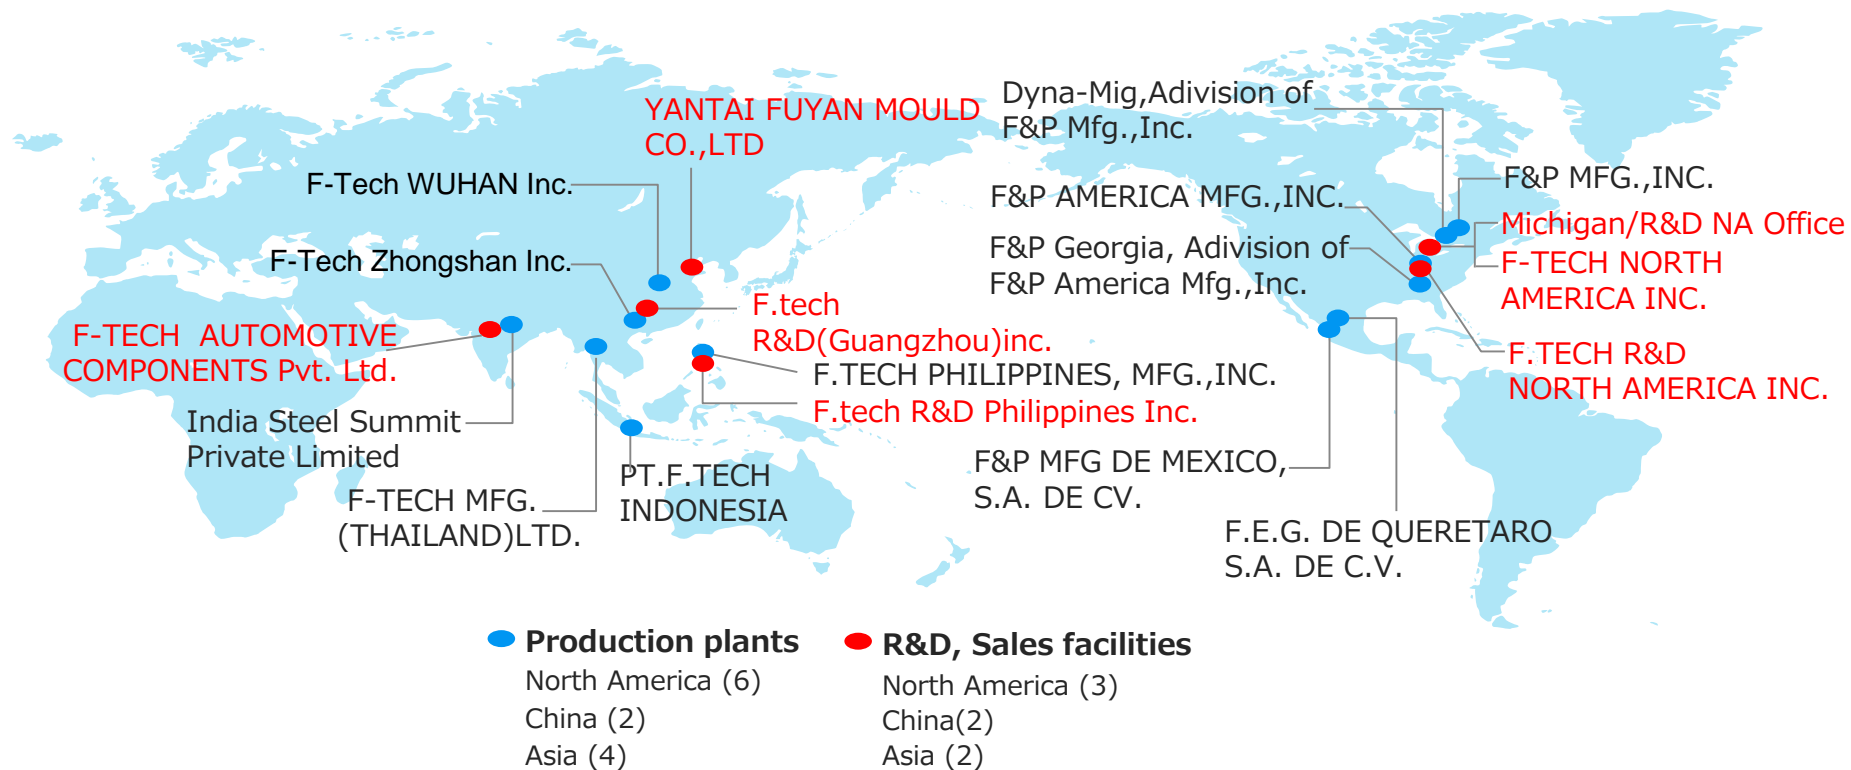 YANTAI FUYAN MOULD
CO.,LTD
Dyna-Mig,Adivision of
F&P Mfg.,Inc.
F-Tech WUHAN Inc.
F&P AMERICA MFG.,INC.
F&P MFG.,INC.
Michigan/R&D NA Office
F-Tech Zhongshan Inc.
F&P Georgia, Adivision of
F&P America Mfg.,Inc.
F-TECH NORTH
AMERICA INC.
F-TECH  AUTOMOTIVE
COMPONENTS Pvt. Ltd.
F.tech
R&D(Guangzhou)inc.
F.TECH PHILIPPINES, MFG.,INC.
F.tech R&D Philippines Inc.
F.TECH R&D
NORTH AMERICA INC.
India Steel Summit
Private Limited
F-TECH MFG.
(THAILAND)LTD.
PT.F.TECH
INDONESIA
F&P MFG DE MEXICO,
S.A. DE CV.
F.E.G. DE QUERETARO
S.A. DE C.V.
Production plants
North America (6)
China (2)
Asia (4)
R&D, Sales facilities
North America (3)
China(2)
Asia (2)